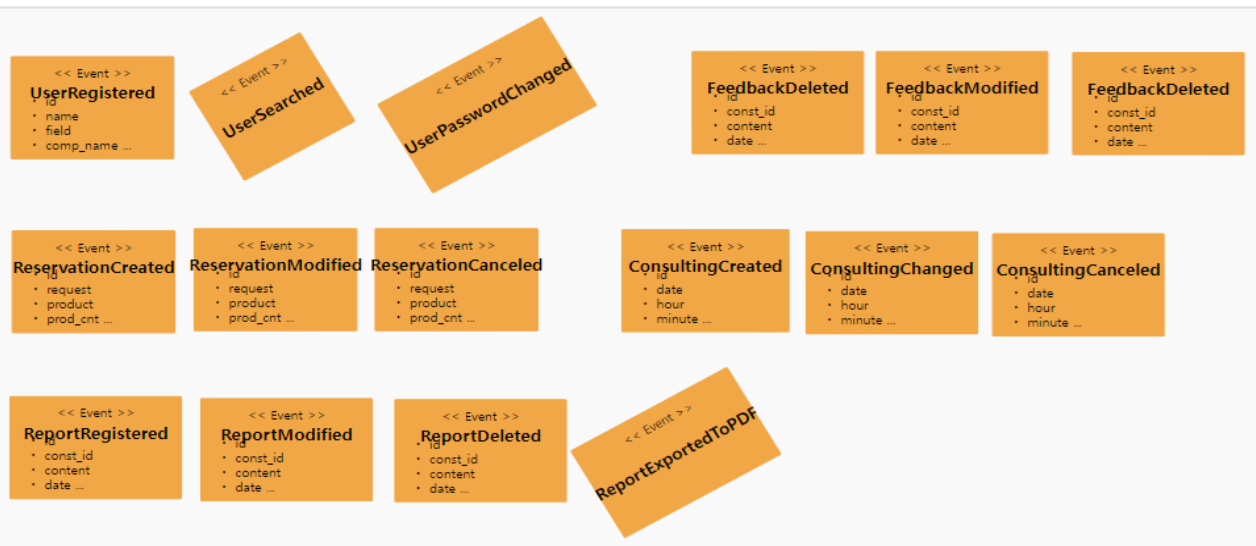 << Event >>
UserRegistered
• id
• name
• field
• comp_name ...
<< Event >>
UserSearched
<< Event >>
UserPasswordChanged
<< Event >>
FeedbackDeleted
• id
• const_id
• content
• date ...
<< Event >>
FeedbackModified
• id
• const_id
• content
• date ...
<< Event >>
FeedbackDeleted
• id
• const_id
• content
• date ...
<< Event >>
ReservationCreated
• id
• request
• product
• prod_cnt ...
<< Event >>
ReservationModified
• id
• request
• product
• prod_cnt ...
<< Event >>
ReservationCanceled
• id
• request
• product
• prod_cnt ...
<< Event >>
ConsultingCreated
• id
• date
• hour
• minute ...
<< Event >>
ConsultingChanged
• id
• date
• hour
• minute ...
<< Event >>
ConsultingCanceled
• id
• date
• hour
• minute ...
<< Event >>
ReportRegistered
• id
• const_id
• content
• date ...
<< Event >>
ReportModified
• id
• const_id
• content
• date ...
<< Event >>
ReportDeleted
• id
• const_id
• content
• date ...
<< Event >>
ReportExportedToPDF